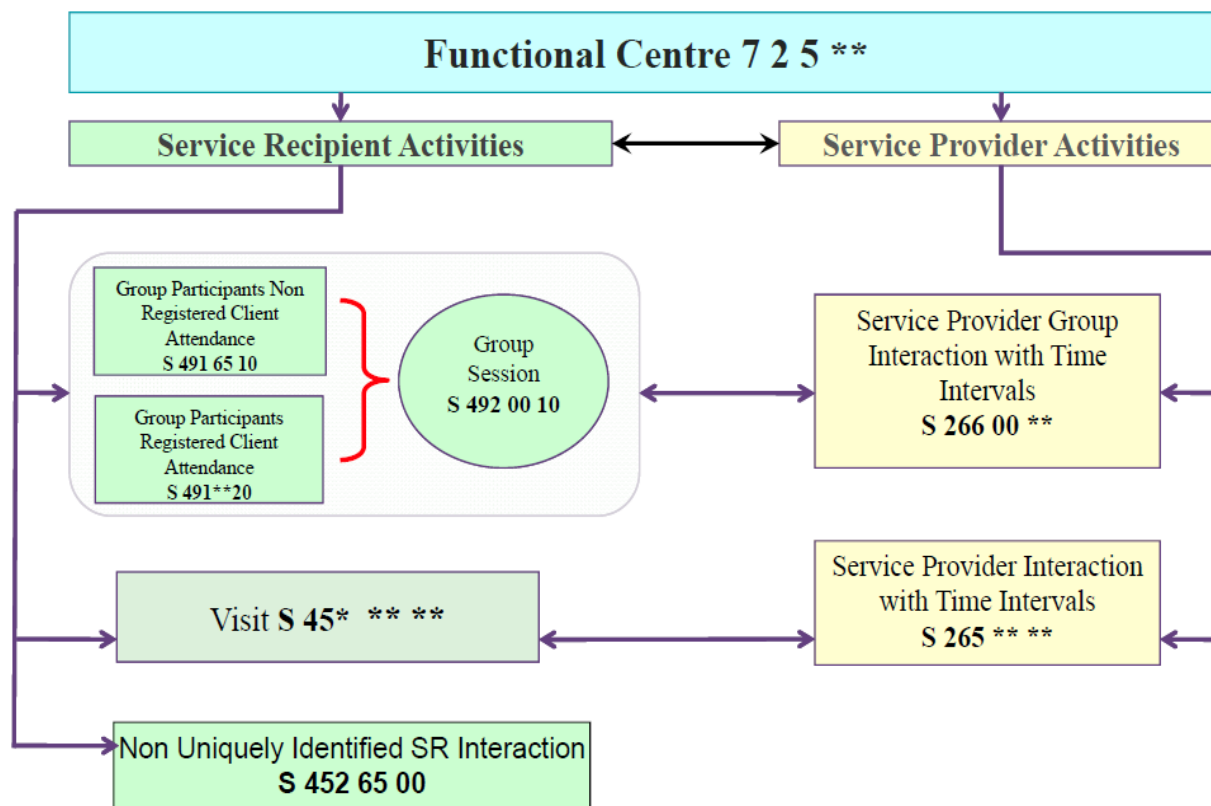 Functional Centre 7 2 5 **
Service Recipient Activities
Service Provider Activities
Group Participants Non
Registered Client
Attendance
S 491 65 10
Group Participants
Registered Client
Attendance
S 491**20
Group
Session
S 492 00 10
Service Provider Group
Interaction with Time
Intervals
S 266 00 **
Visit S 45* ** **
Service Provider Interaction
with Time Intervals
S 265 ** **
Non Uniquely Identified SR Interaction
S 452 65 00